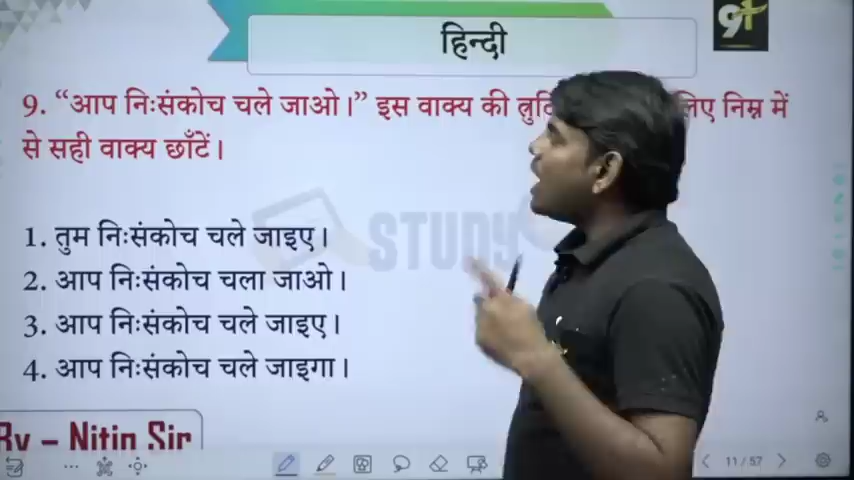 हिन्दी
9. “आप निःसंकोच चले जाओ।” इस वाक्य की लिए निम्न में
से सही वाक्य छाँटें।
STUDY
1. तुम निःसंकोच चले जाइए।
2. आप निःसंकोच चला जाओ।
3. आप निःसंकोच चले जाइए।
4. आप निःसंकोच चले जाइगा।
By – Nitin Sir
11 / 57